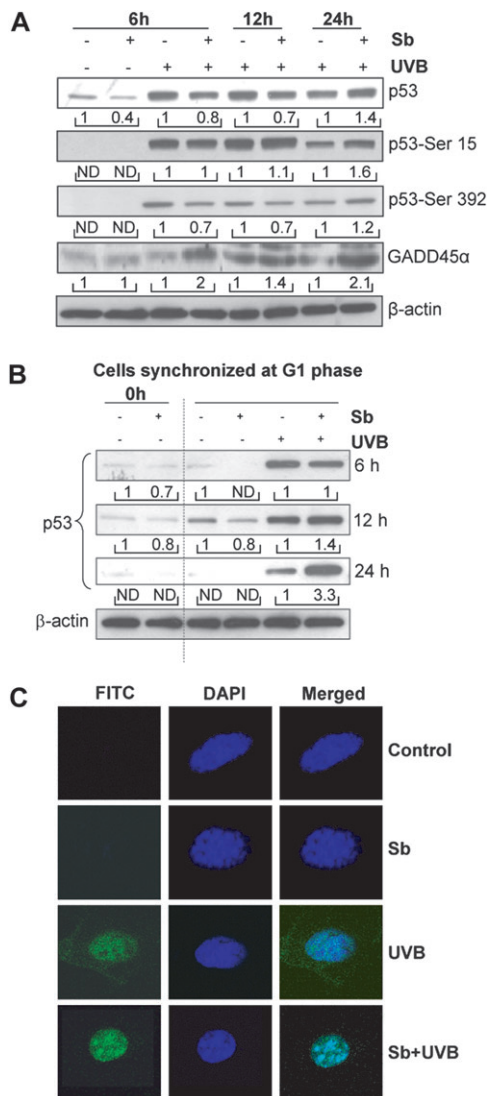 A
6h 12h 24h
- + - + - + - + Sb
- - + + + + + + UVB
p53
1 0.4 1 0.8 1 0.7 1 1.4
p53-Ser 15
ND ND 1 1 1 1.1 1 1.6
p53-Ser 392
ND ND 1 0.7 1 0.7 1 1.2
GADD45α
1 1 1 2 1 1.4 1 2.1
β-actin
B
Cells synchronized at G1 phase
0h
- + - + - + Sb
- - - - + + UVB
6 h
1 0.7 1 ND 1 1
p53
12 h
1 0.8 1 0.8 1 1.4
24 h
ND ND ND ND 1 3.3
β-actin
C
FITC DAPI Merged
Control
Sb
UVB
Sb+UVB